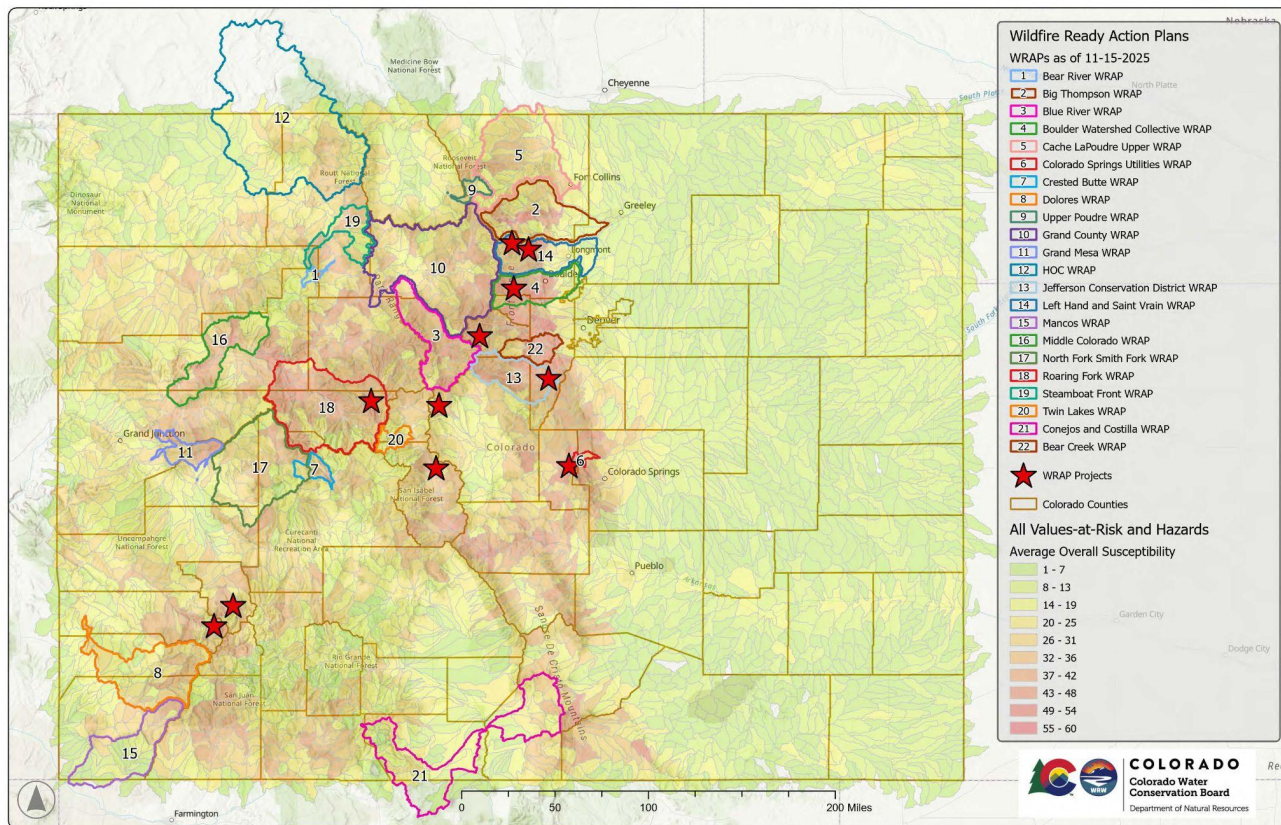 Nebraska
Medicine Bow
National Forest
Cheyenne
South Platte
North Platte
12
5
Roosevelt
National Forest
Routt National
Forest
Dinosaur
National
Monument
9
Fort Collins
2
Greeley
19
14
Longmont
10
Boulder
4
1
Park Range
3
Denver
22
16
13
18
Grand Junction
20
Colorado
11
17
7
6
Colorado Springs
San Isabel
National Forest
Uncompahgre
National Forest
Curecanti
National
Recreation Area
Pueblo
Arkansas
Garden City
Dodge City
8
Rio Grande
National Forest
San Juan
National Forest
Sangre De Cristo Mountains
15
21
Farmington
0 50 100 200 Miles
Wildfire Ready Action Plans
WRAPs as of 11-15-2025
1 Bear River WRAP
2 Big Thompson WRAP
3 Blue River WRAP
4 Boulder Watershed Collective WRAP
5 Cache LaPoudre Upper WRAP
6 Colorado Springs Utilities WRAP
7 Crested Butte WRAP
8 Dolores WRAP
9 Upper Poudre WRAP
10 Grand County WRAP
11 Grand Mesa WRAP
12 HOC WRAP
13 Jefferson Conservation District WRAP
14 Left Hand and Saint Vrain WRAP
15 Mancos WRAP
16 Middle Colorado WRAP
17 North Fork Smith Fork WRAP
18 Roaring Fork WRAP
19 Steamboat Front WRAP
20 Twin Lakes WRAP
21 Conejos and Costilla WRAP
22 Bear Creek WRAP
WRAP Projects
Colorado Counties
All Values-at-Risk and Hazards
Average Overall Susceptibility
1 - 7
8 - 13
14 - 19
20 - 25
26 - 31
32 - 36
37 - 42
43 - 48
49 - 54
55 - 60
WRW
COLORADO
Colorado Water
Conservation Board
Department of Natural Resources